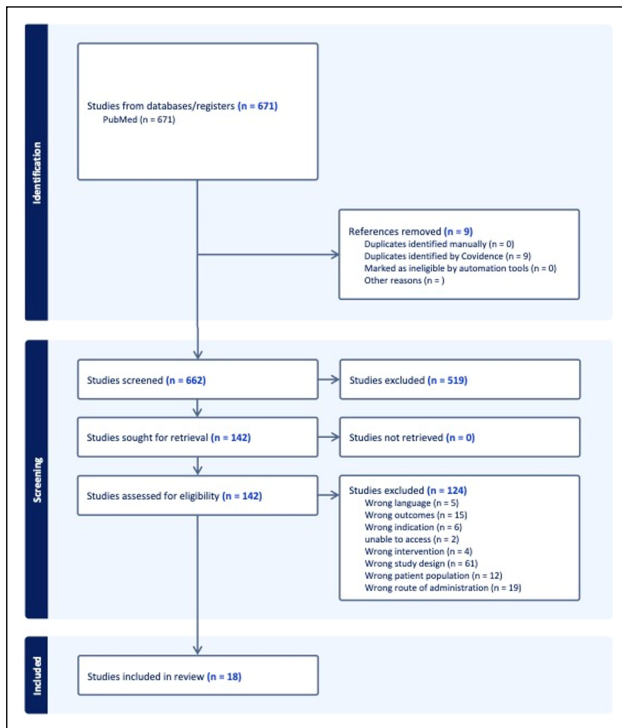 Identification
Studies from databases/registers (n = 671)
PubMed (n = 671)
References removed (n = 9)
Duplicates identified manually (n = 0)
Duplicates identified by Covidence (n = 9)
Marked as ineligible by automation tools (n = 0)
Other reasons (n = )
Screening
Studies screened (n = 662)
Studies excluded (n = 519)
Studies sought for retrieval (n = 142)
Studies not retrieved (n = 0)
Studies assessed for eligibility (n = 142)
Studies excluded (n = 124)
Wrong language (n = 5)
Wrong outcomes (n = 15)
Wrong indication (n = 6)
unable to access (n = 2)
Wrong intervention (n = 4)
Wrong study design (n = 61)
Wrong patient population (n = 12)
Wrong route of administration (n = 19)
Included
Studies included in review (n = 18)